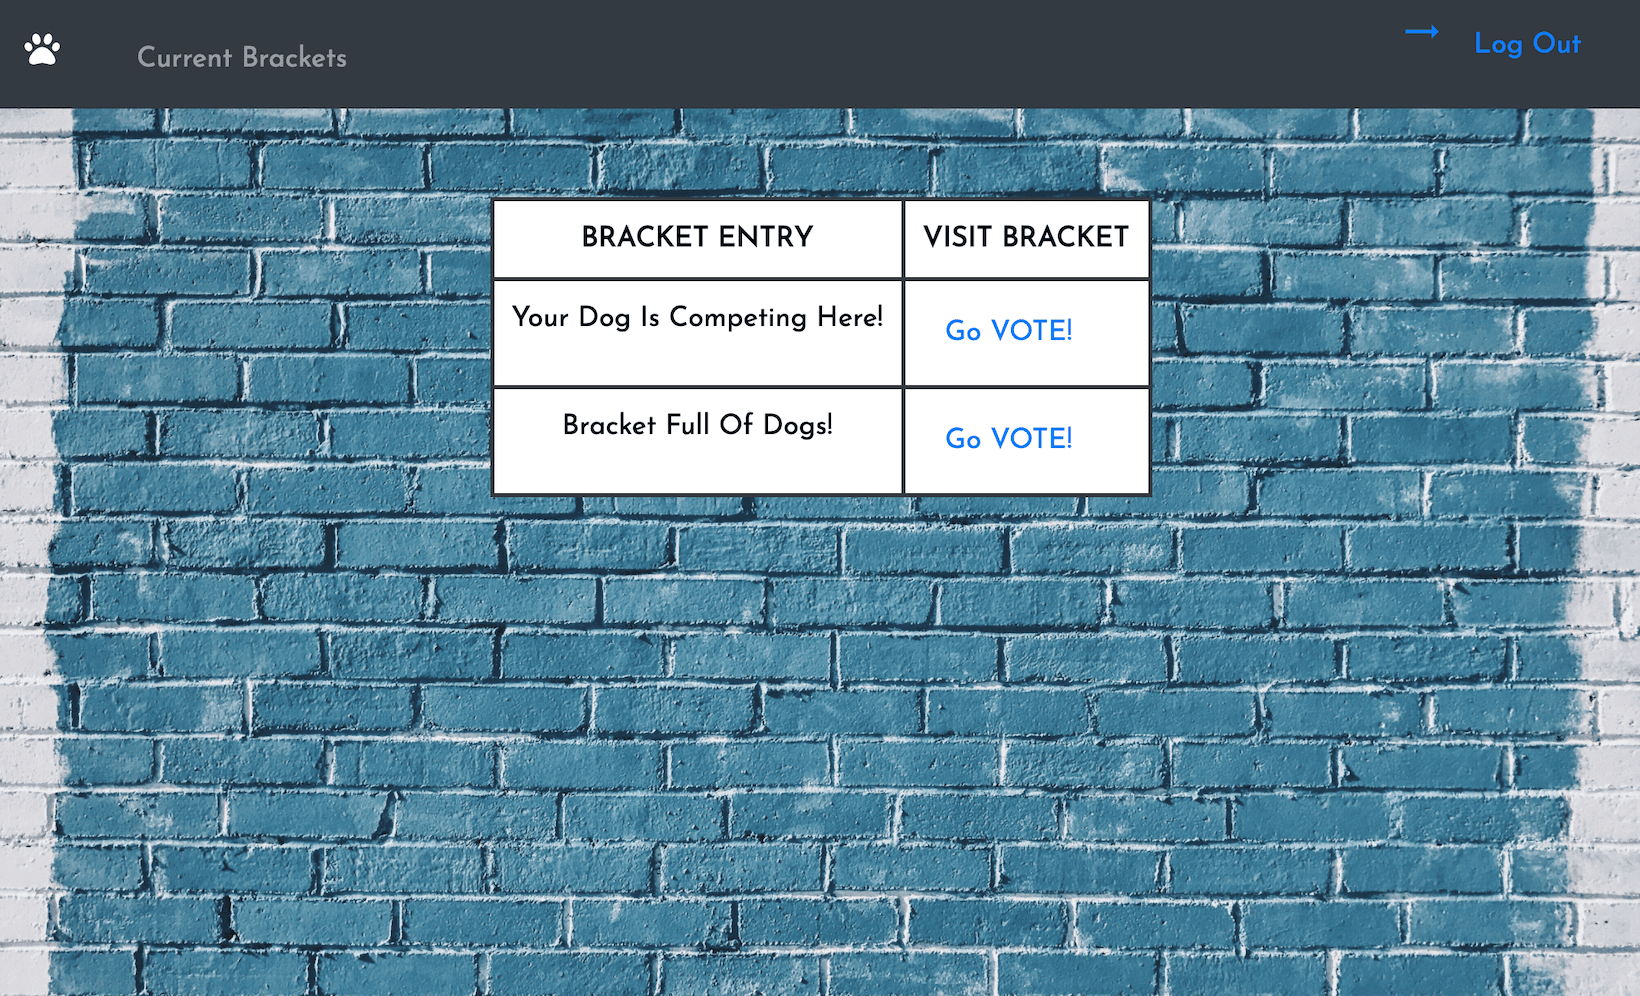 Current Brackets
Log Out
BRACKET ENTRY VISIT BRACKET
Your Dog Is Competing Here! Go VOTE!
Bracket Full Of Dogs! Go VOTE!